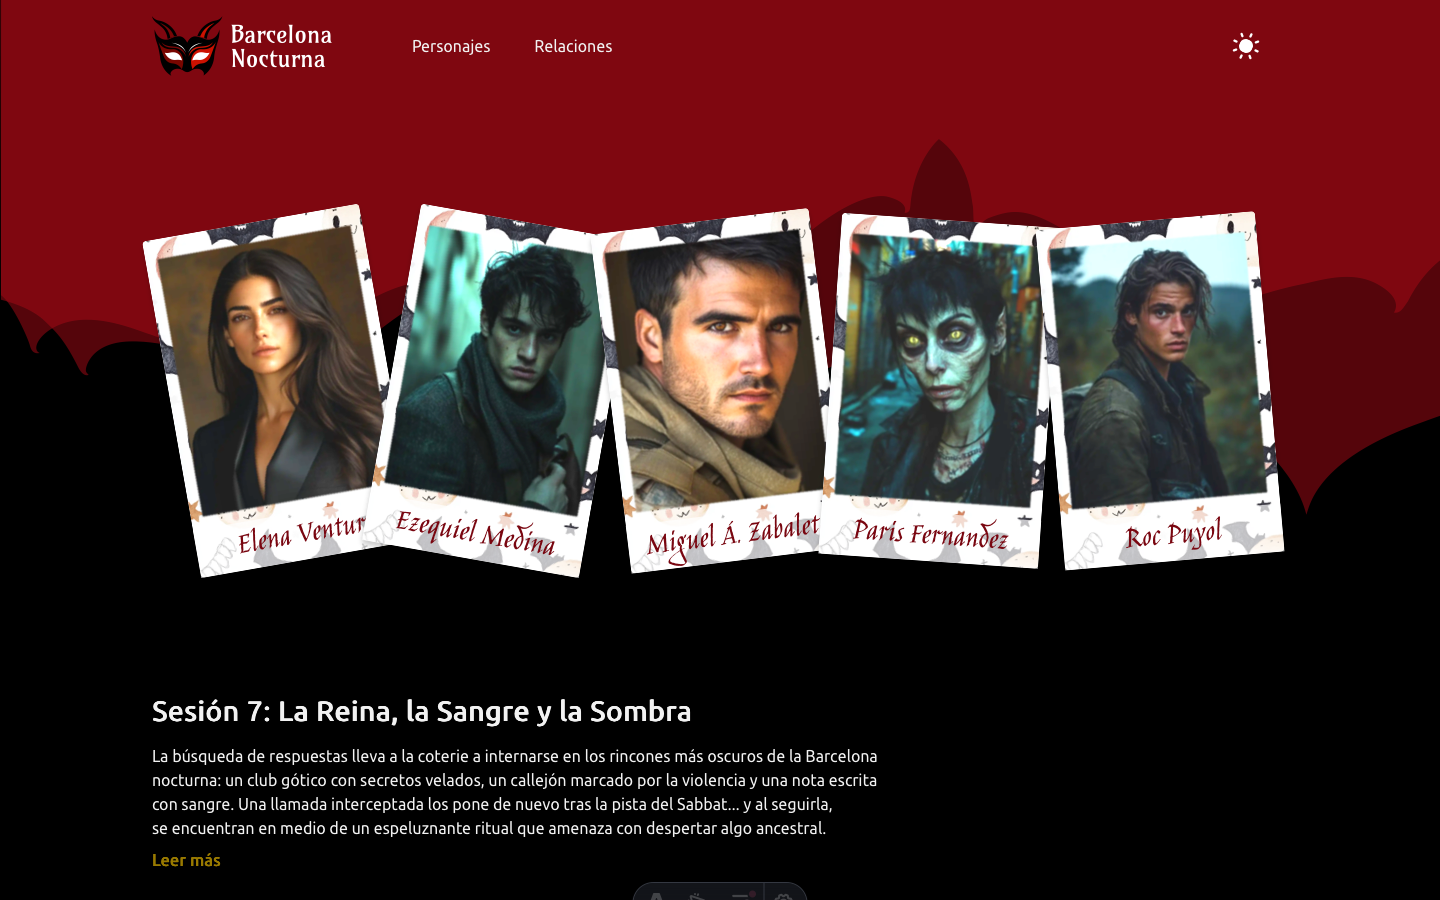 Barcelona
Nocturna
Personajes
Relaciones
Elena Ventur
Ezequiel Medina
Miguel Á. Zabalet
Paris Fernandez
Roc Puyol
Sesión 7: La Reina, la Sangre y la Sombra
La búsqueda de respuestas lleva a la coterie a internarse en los rincones más oscuros de la Barcelona
nocturna: un club gótico con secretos velados, un callejón marcado por la violencia y una nota escrita
con sangre. Una llamada interceptada los pone de nuevo tras la pista del Sabbat... y al seguirla,
se encuentran en medio de un espeluznante ritual que amenaza con despertar algo ancestral.
Leer más